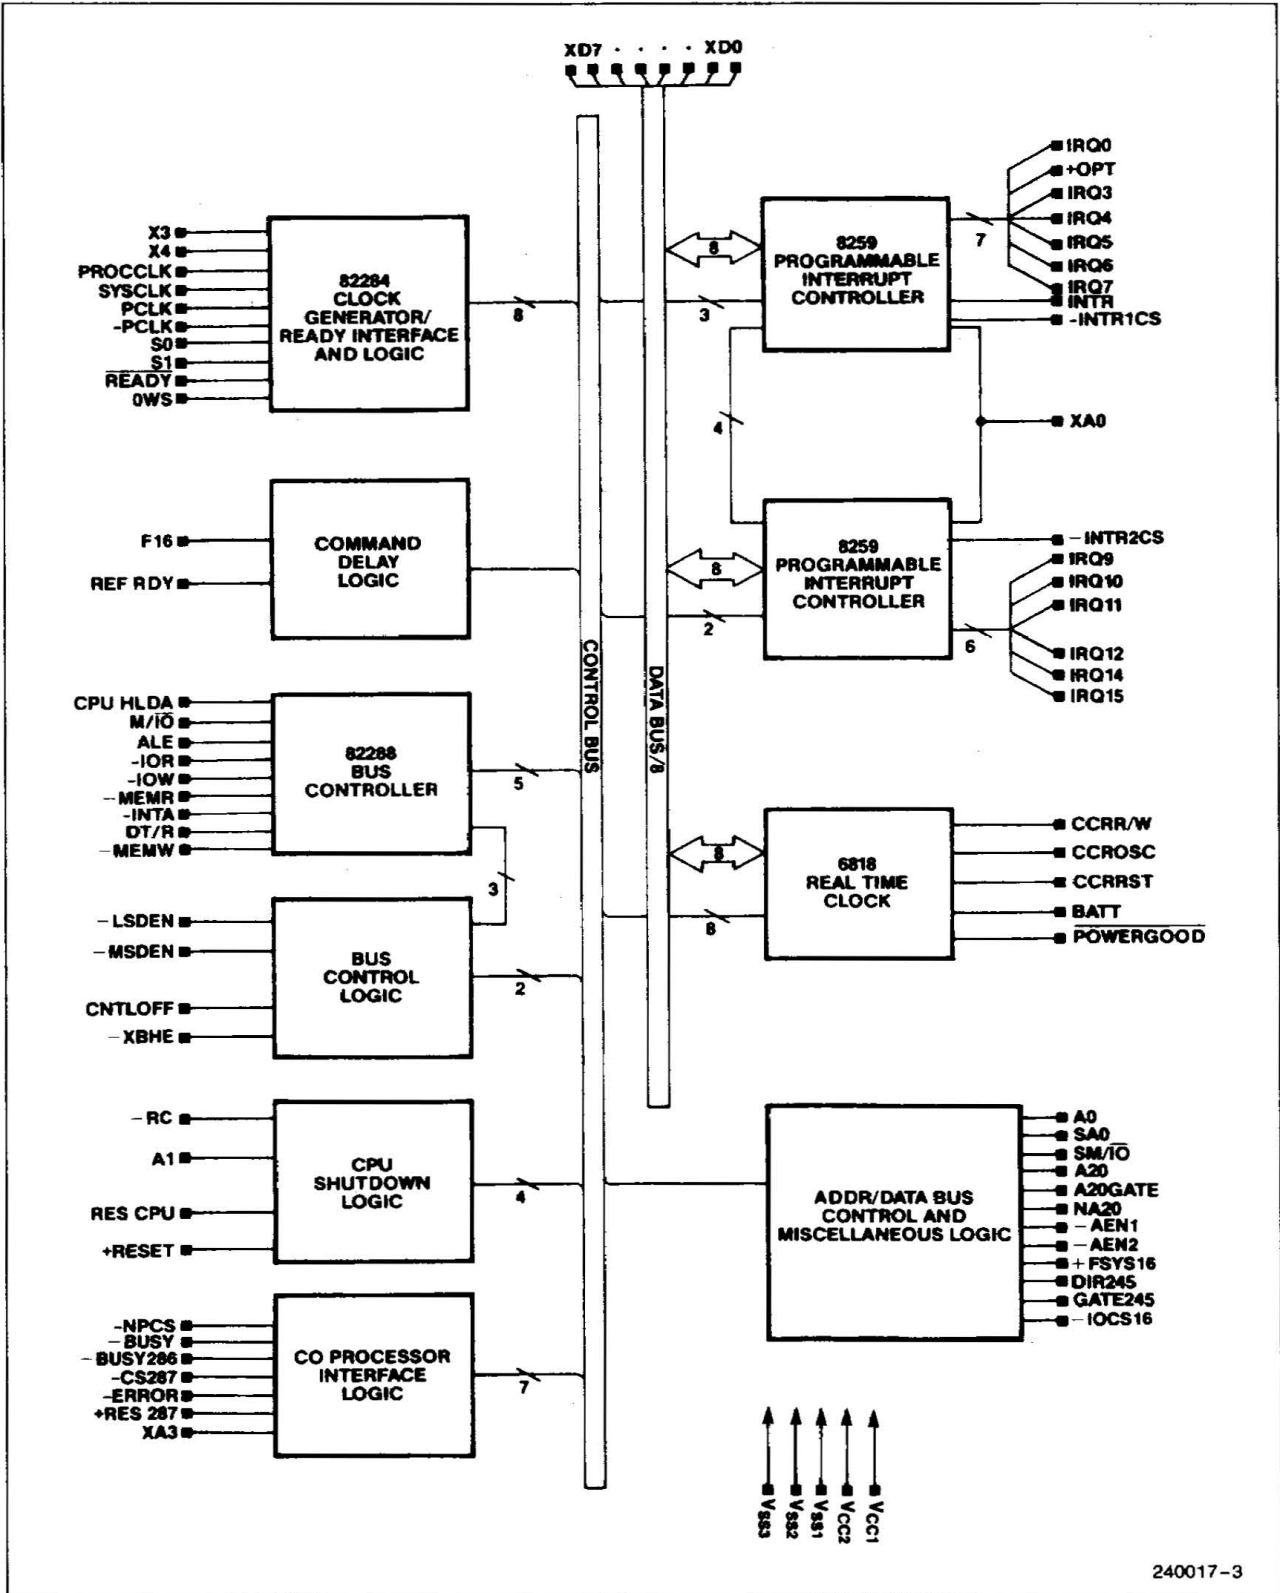 XD7 · · · · XD0
X3
X4
PROCCLK
SYSCLK
PCLK
-PCLK
S0
S1
READY
0WS
82284
CLOCK
GENERATOR/
READY INTERFACE
AND LOGIC
8
F16
REF RDY
COMMAND
DELAY
LOGIC
CPU HLDA
M/IO
ALE
-IOR
-IOW
-MEMR
-INTA
DT/R
-MEMW
82288
BUS
CONTROLLER
5
3
-LSDEN
-MSDEN
CNTLOFF
-XBHE
BUS
CONTROL
LOGIC
2
-RC
A1
RES CPU
+RESET
CPU
SHUTDOWN
LOGIC
4
-NPCS
-BUSY
-BUSY286
-CS287
-ERROR
+RES 287
XA3
CO PROCESSOR
INTERFACE
LOGIC
7
CONTROL BUS
DATA BUS/8
8
3
8259
PROGRAMMABLE
INTERRUPT
CONTROLLER
7
IRQ0
+OPT
IRQ3
IRQ4
IRQ5
IRQ6
IRQ7
INTR
-INTR1CS
4
XA0
8
2
8259
PROGRAMMABLE
INTERRUPT
CONTROLLER
6
-INTR2CS
IRQ9
IRQ10
IRQ11
IRQ12
IRQ14
IRQ15
8
8
6818
REAL TIME
CLOCK
CCRR/W
CCROSC
CCRRST
BATT
POWERGOOD
ADDR/DATA BUS
CONTROL AND
MISCELLANEOUS LOGIC
A0
SA0
SM/IO
A20
A20GATE
NA20
-AEN1
-AEN2
+FSYS16
DIR245
GATE245
-IOCS16
VSS3
VSS2
VSS1
VCC2
VCC1
240017-3